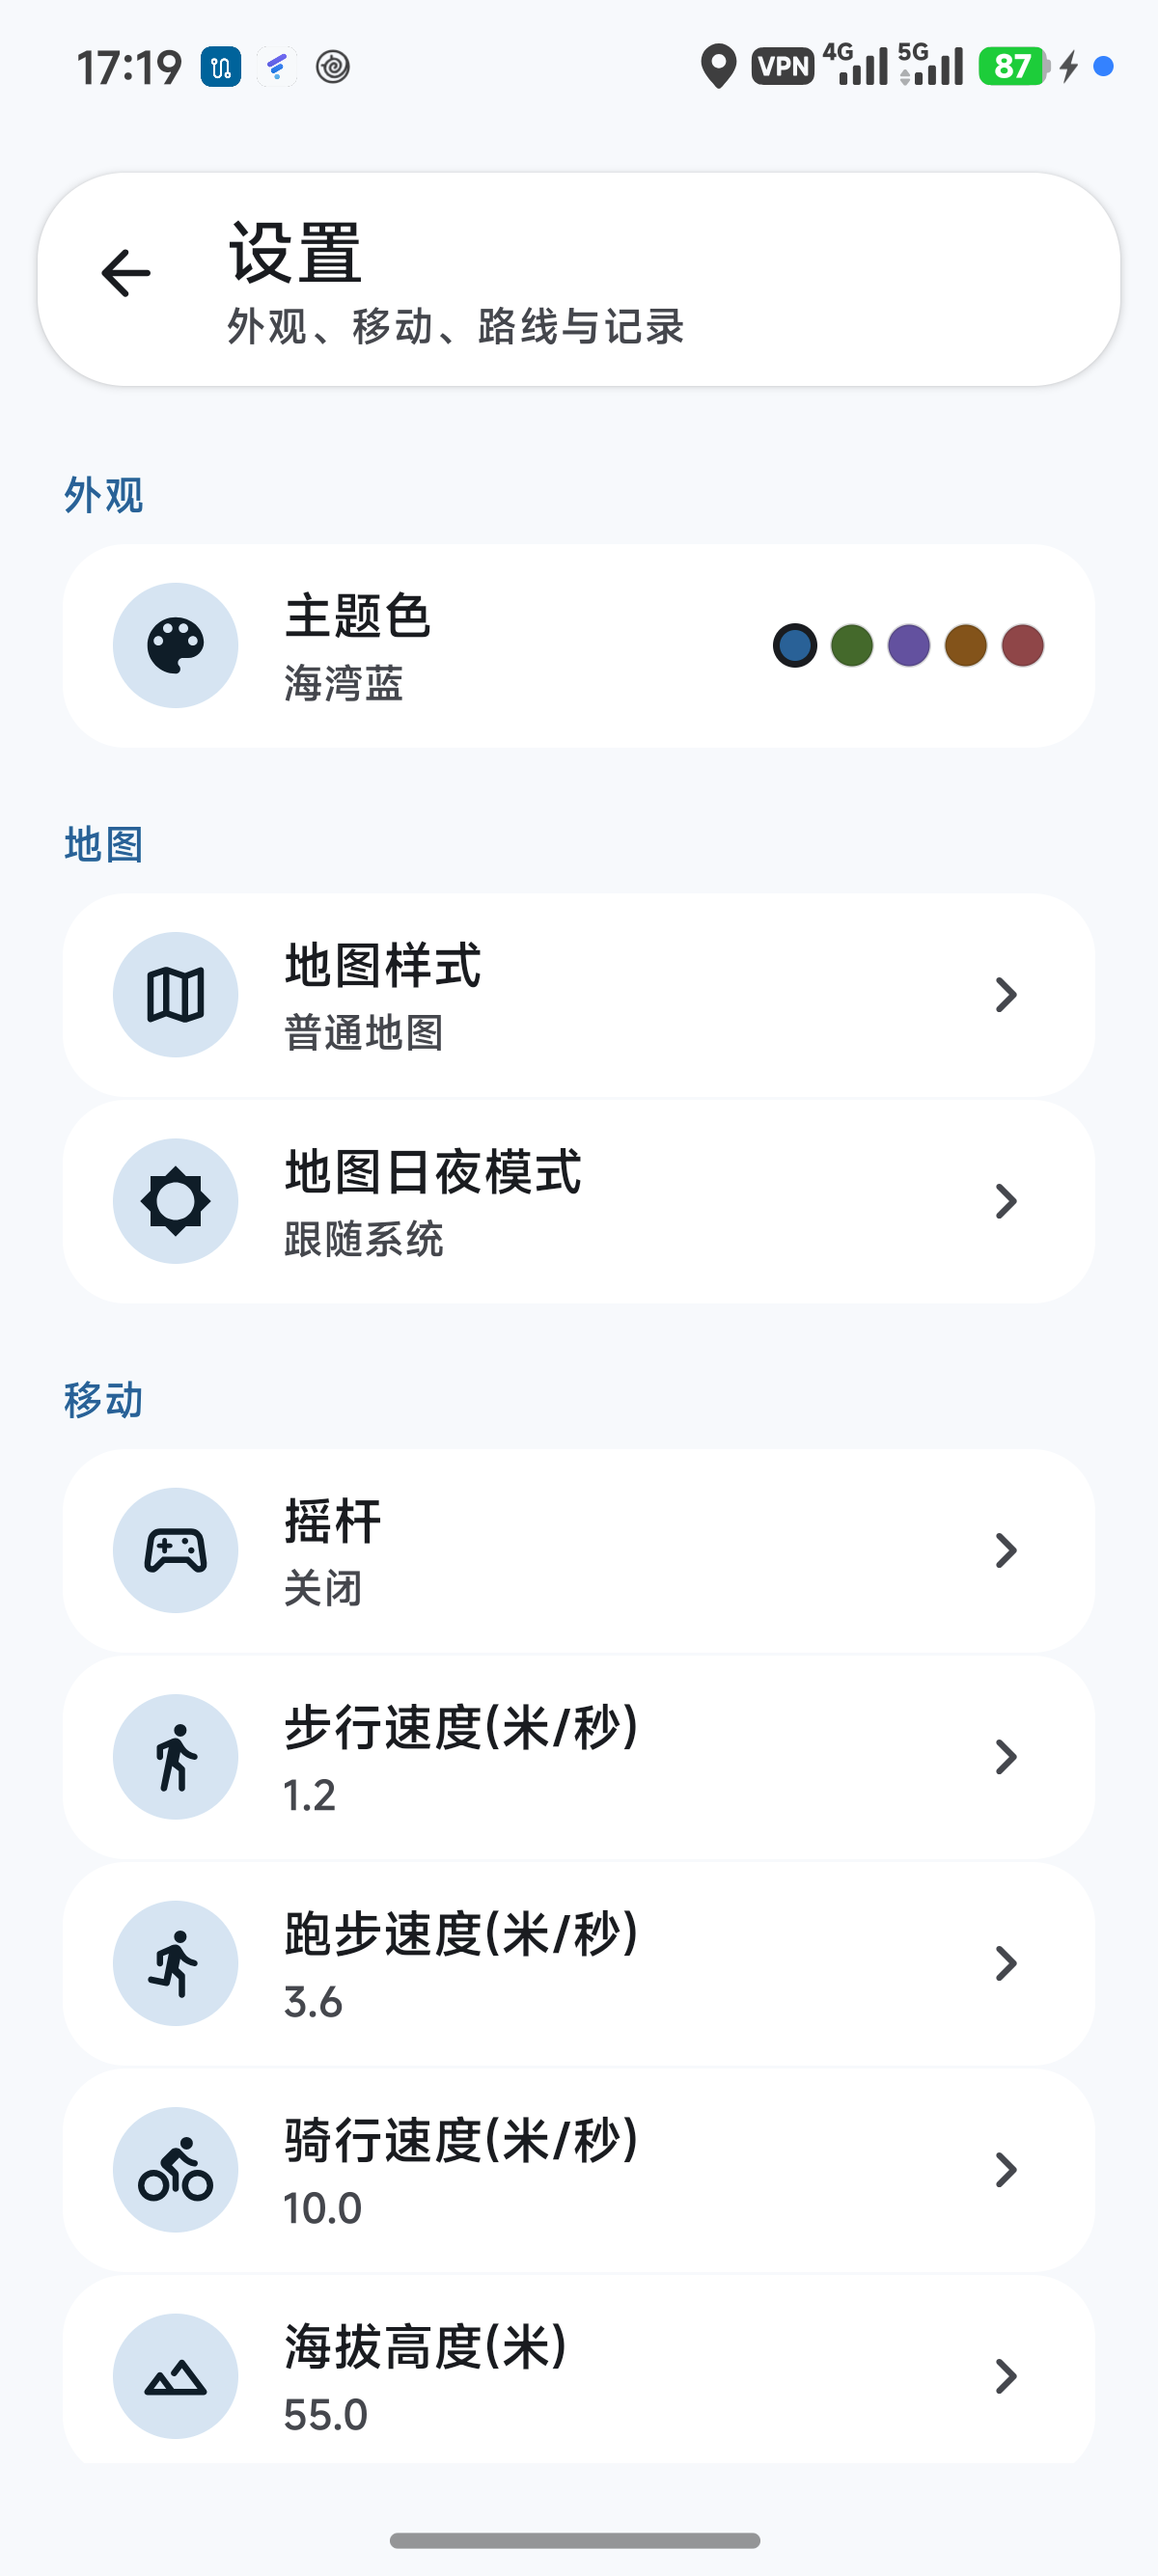 17:19
VPN 4G 5G 87
设置
外观、移动、路线与记录
外观
主题色
海湾蓝
地图
地图样式
普通地图
地图日夜模式
跟随系统
移动
摇杆
关闭
步行速度(米/秒)
1.2
跑步速度(米/秒)
3.6
骑行速度(米/秒)
10.0
海拔高度(米)
55.0